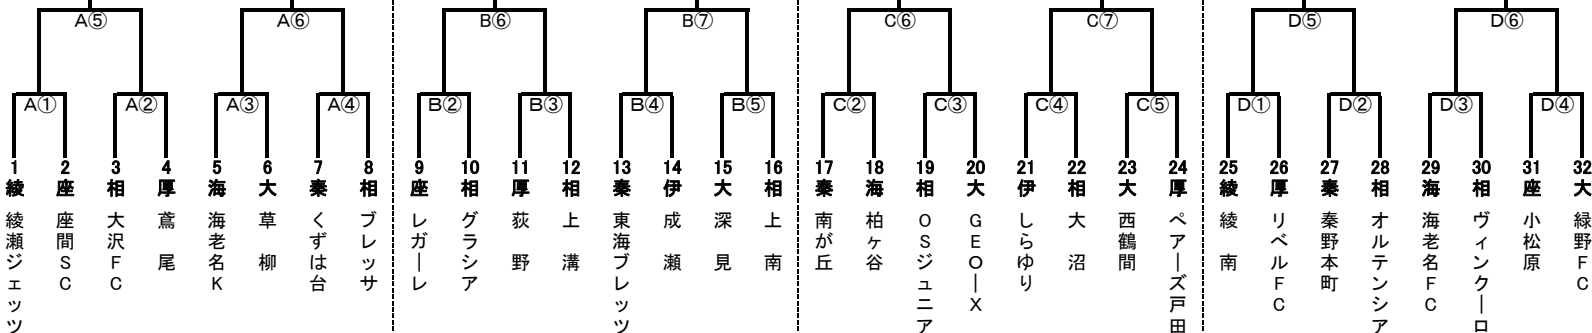 A⑤ A⑥ B⑥ B⑦ C⑥ C⑦ D⑤ D⑥
A① A② A③ A④ B② B③ B④ B⑤ C② C③ C④ C⑤ D① D② D③ D④
1 綾 綾瀬ジェッツ
2 座 座間SC
3 相 大沢FC
4 厚 鳶尾
5 海 海老名K
6 大 草柳
7 秦 くずは台
8 相 ブレッサ
9 座 レガーレ
10 相 グラシア
11 厚 荻野
12 相 上溝
13 秦 東海ブレッツ
14 伊 成瀬
15 大 深見
16 相 上南
17 秦 南が丘
18 海 柏ヶ谷
19 相 OSジュニア
20 大 GEO―X
21 伊 しらゆり
22 相 大沼
23 大 西鶴間
24 厚 ペアーズ戸田
25 綾 綾南
26 厚 リベルFC
27 秦 秦野本町
28 相 オルテンシア
29 海 海老名FC
30 相 ヴィンクーロ
31 座 小松原
32 大 緑野FC